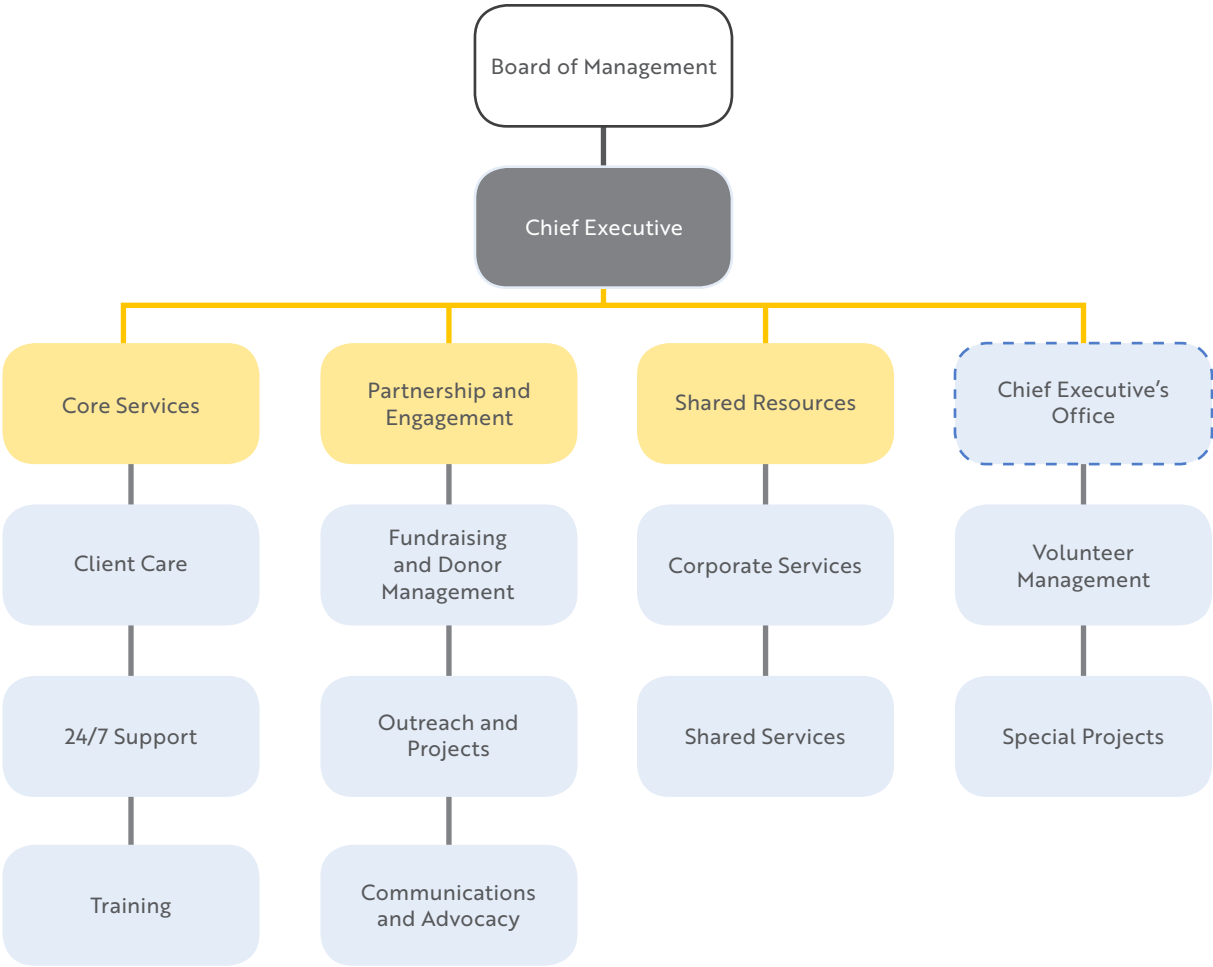 Board of Management
Chief Executive
Core Services
Partnership and
Engagement
Shared Resources
Chief Executive’s
Office
Client Care
Fundraising
and Donor
Management
Corporate Services
Volunteer
Management
24/7 Support
Outreach and
Projects
Shared Services
Special Projects
Training
Communications
and Advocacy